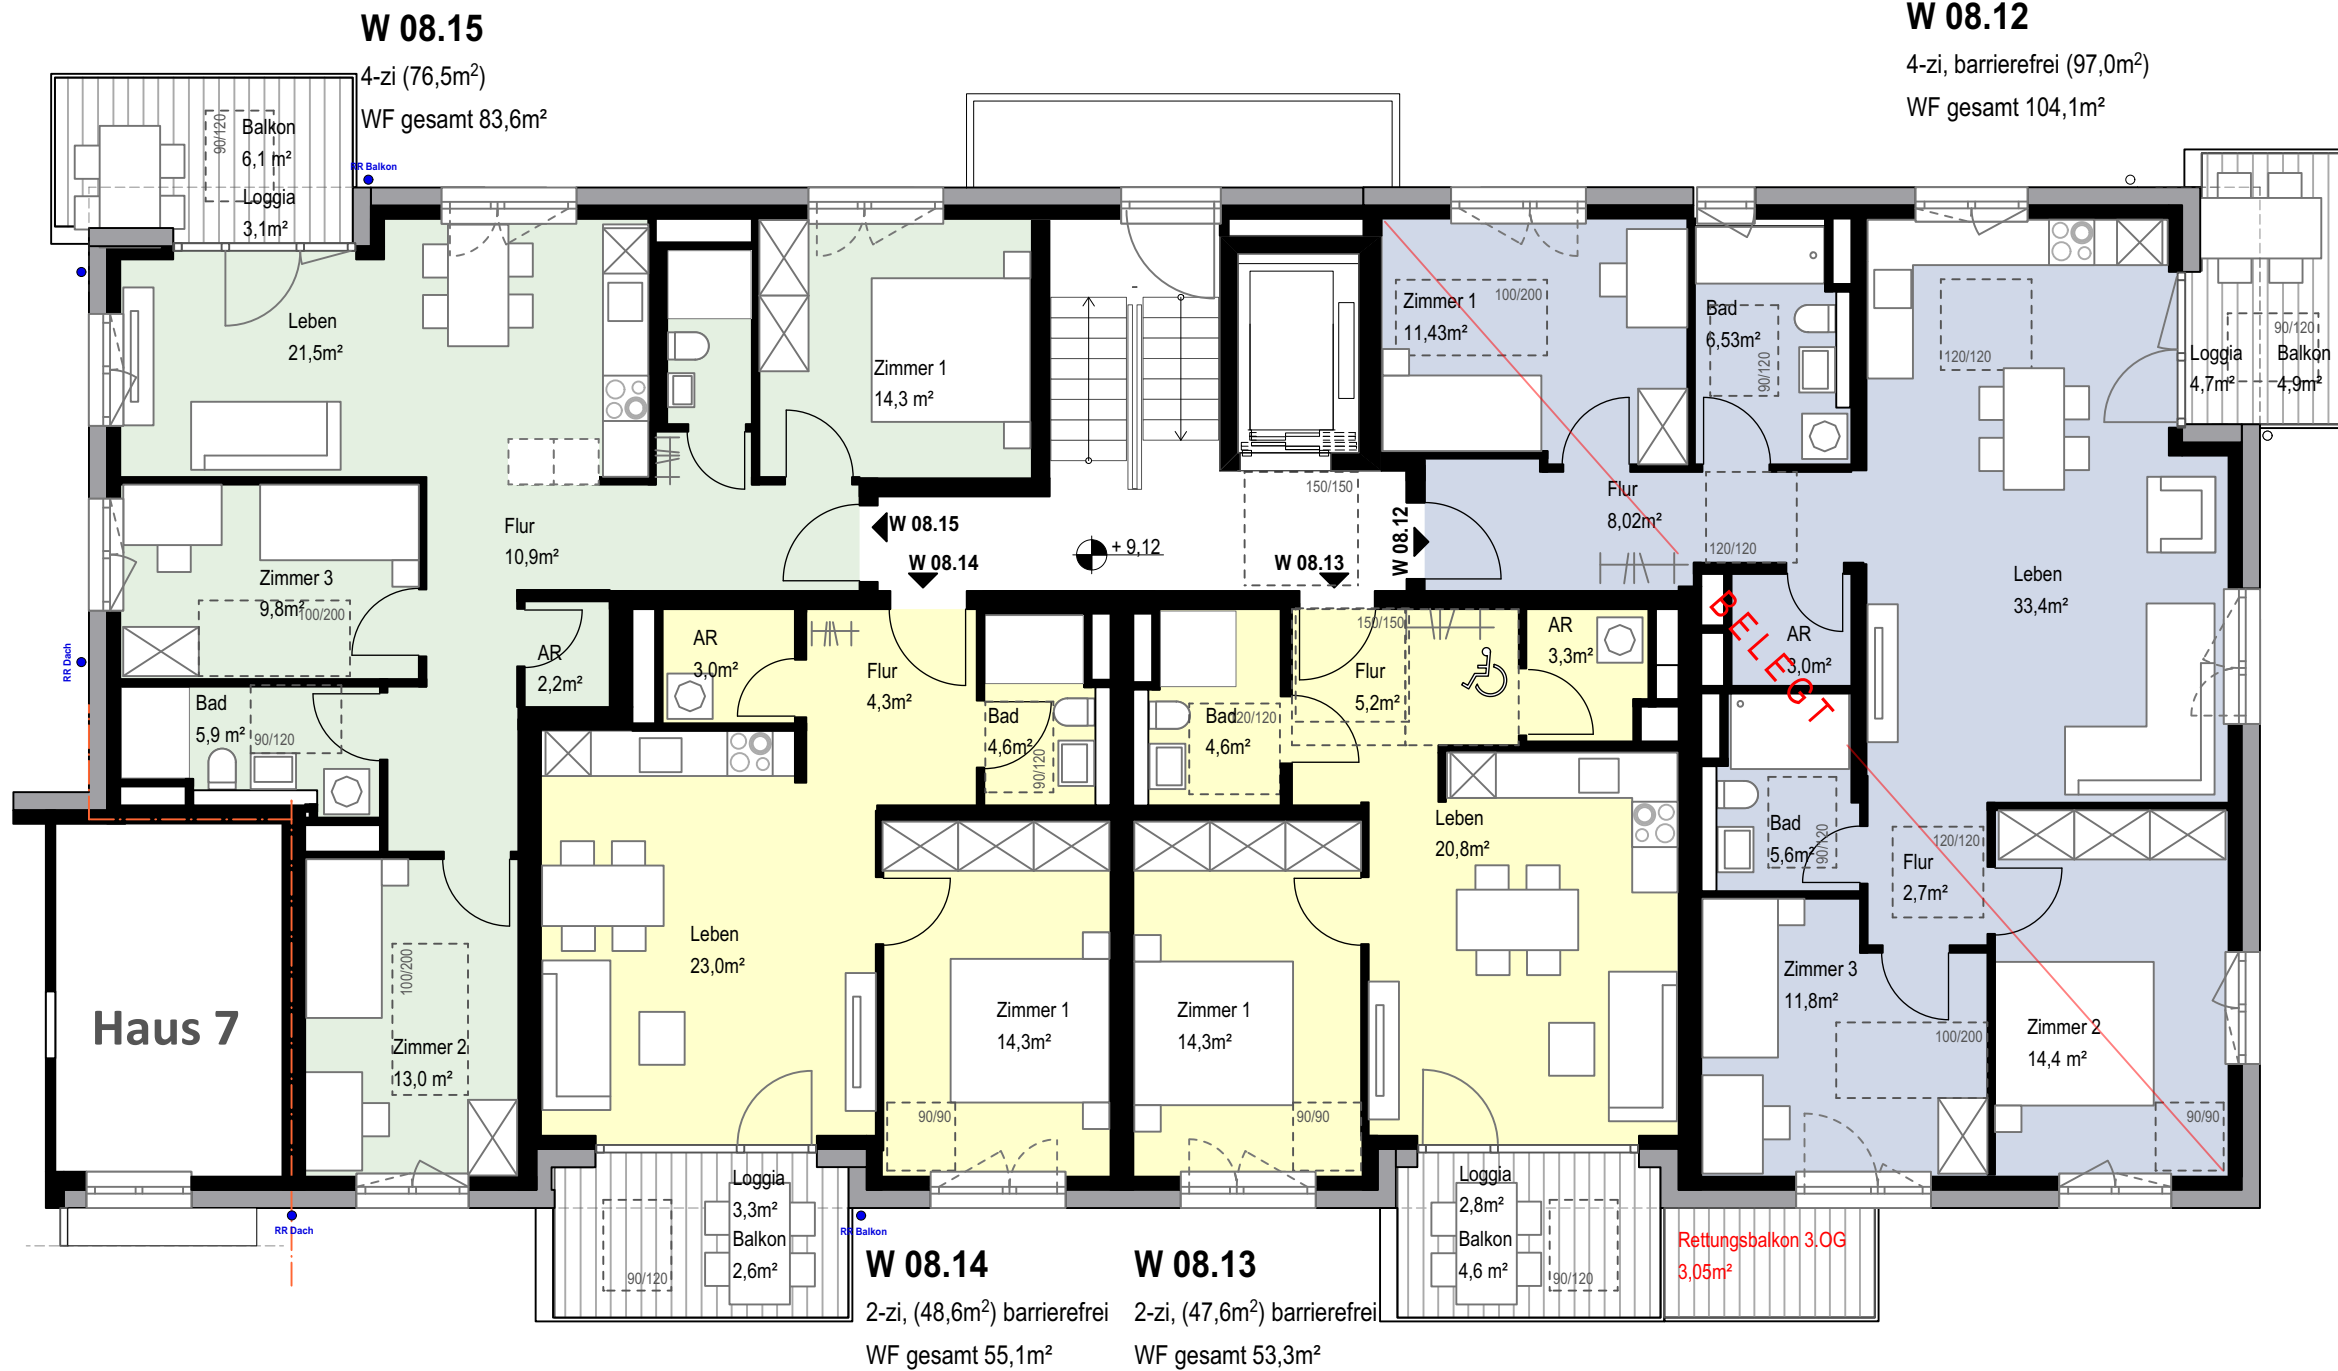 W 08.15
4-zi (76,5m²)
WF gesamt 83,6m²
W 08.12
4-zi, barrierefrei (97,0m²)
WF gesamt 104,1m²
Balkon
6,1 m²
90/120
Loggia
3,1m²
RR Balkon
Leben
21,5m²
Zimmer 1
14,3 m²
Flur
10,9m²
Zimmer 3
9,8m²
100/200
RR Dach
Bad
5,9 m²
90/120
AR
2,2m²
Zimmer 2
13,0 m²
100/200
Haus 7
RR Dach
W 08.15
W 08.14
+ 9,12
W 08.13
W 08.12
150/150
Zimmer 1
11,43m²
100/200
Bad
6,53m²
90/120
120/120
Loggia
4,7m²
Balkon
4,9m²
90/120
Flur
8,02m²
120/120
Leben
33,4m²
AR
3,0m²
BELEGT
Bad
5,6m²
90/120
Flur
2,7m²
120/120
Zimmer 3
11,8m²
100/200
Zimmer 2
14,4 m²
90/90
AR
3,0m²
Flur
4,3m²
Bad
4,6m²
90/120
Leben
23,0m²
Zimmer 1
14,3m²
90/90
Loggia
3,3m²
Balkon
2,6m²
90/120
RR Balkon
Bad
4,6m²
120/120
150/150
Flur
5,2m²
AR
3,3m²
Leben
20,8m²
Zimmer 1
14,3m²
90/90
Loggia
2,8m²
Balkon
4,6 m²
90/120
Rettungsbalkon 3.OG
3,05m²
W 08.14
2-zi, (48,6m²) barrierefrei
WF gesamt 55,1m²
W 08.13
2-zi, (47,6m²) barrierefrei
WF gesamt 53,3m²